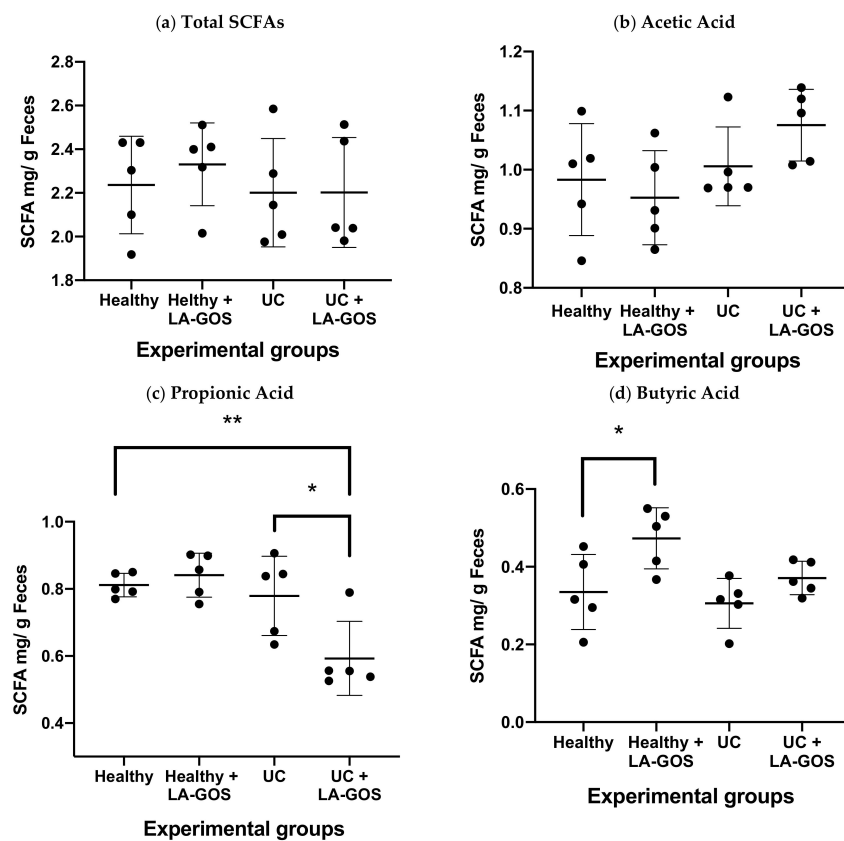 (a) Total SCFAs
SCFA mg/ g Feces
2.8
2.6
2.4
2.2
2.0
1.8
Healthy
Helthy +
LA-GOS
UC
UC +
LA-GOS
Experimental groups
(b) Acetic Acid
SCFA mg/ g Feces
1.2
1.1
1.0
0.9
0.8
Healthy
Healthy +
LA-GOS
UC
UC +
LA-GOS
Experimental groups
(c) Propionic Acid
**
*
SCFA mg/ g Feces
1.0
0.8
0.6
0.4
Healthy
Healthy +
LA-GOS
UC
UC +
LA-GOS
Experimental groups
(d) Butyric Acid
*
SCFA mg/ g Feces
0.6
0.4
0.2
0.0
Healthy
Healthy +
LA-GOS
UC
UC +
LA-GOS
Experimental groups